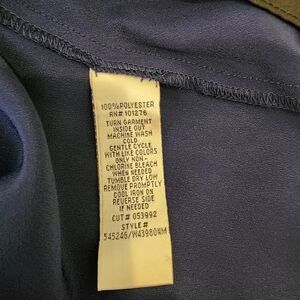 100% POLYESTER
RN# 101276
TURN GARMENT
INSIDE OUT
MACHINE WASH
COLD
GENTLE CYCLE
WITH LIKE COLORS
ONLY NON-
CHLORINE BLEACH
WHEN NEEDED
TUMBLE DRY LOW
REMOVE PROMPTLY
COOL IRON ON
REVERSE SIDE
IF NEEDED
CUT# 053992
STYLE#
545246/W43980WM